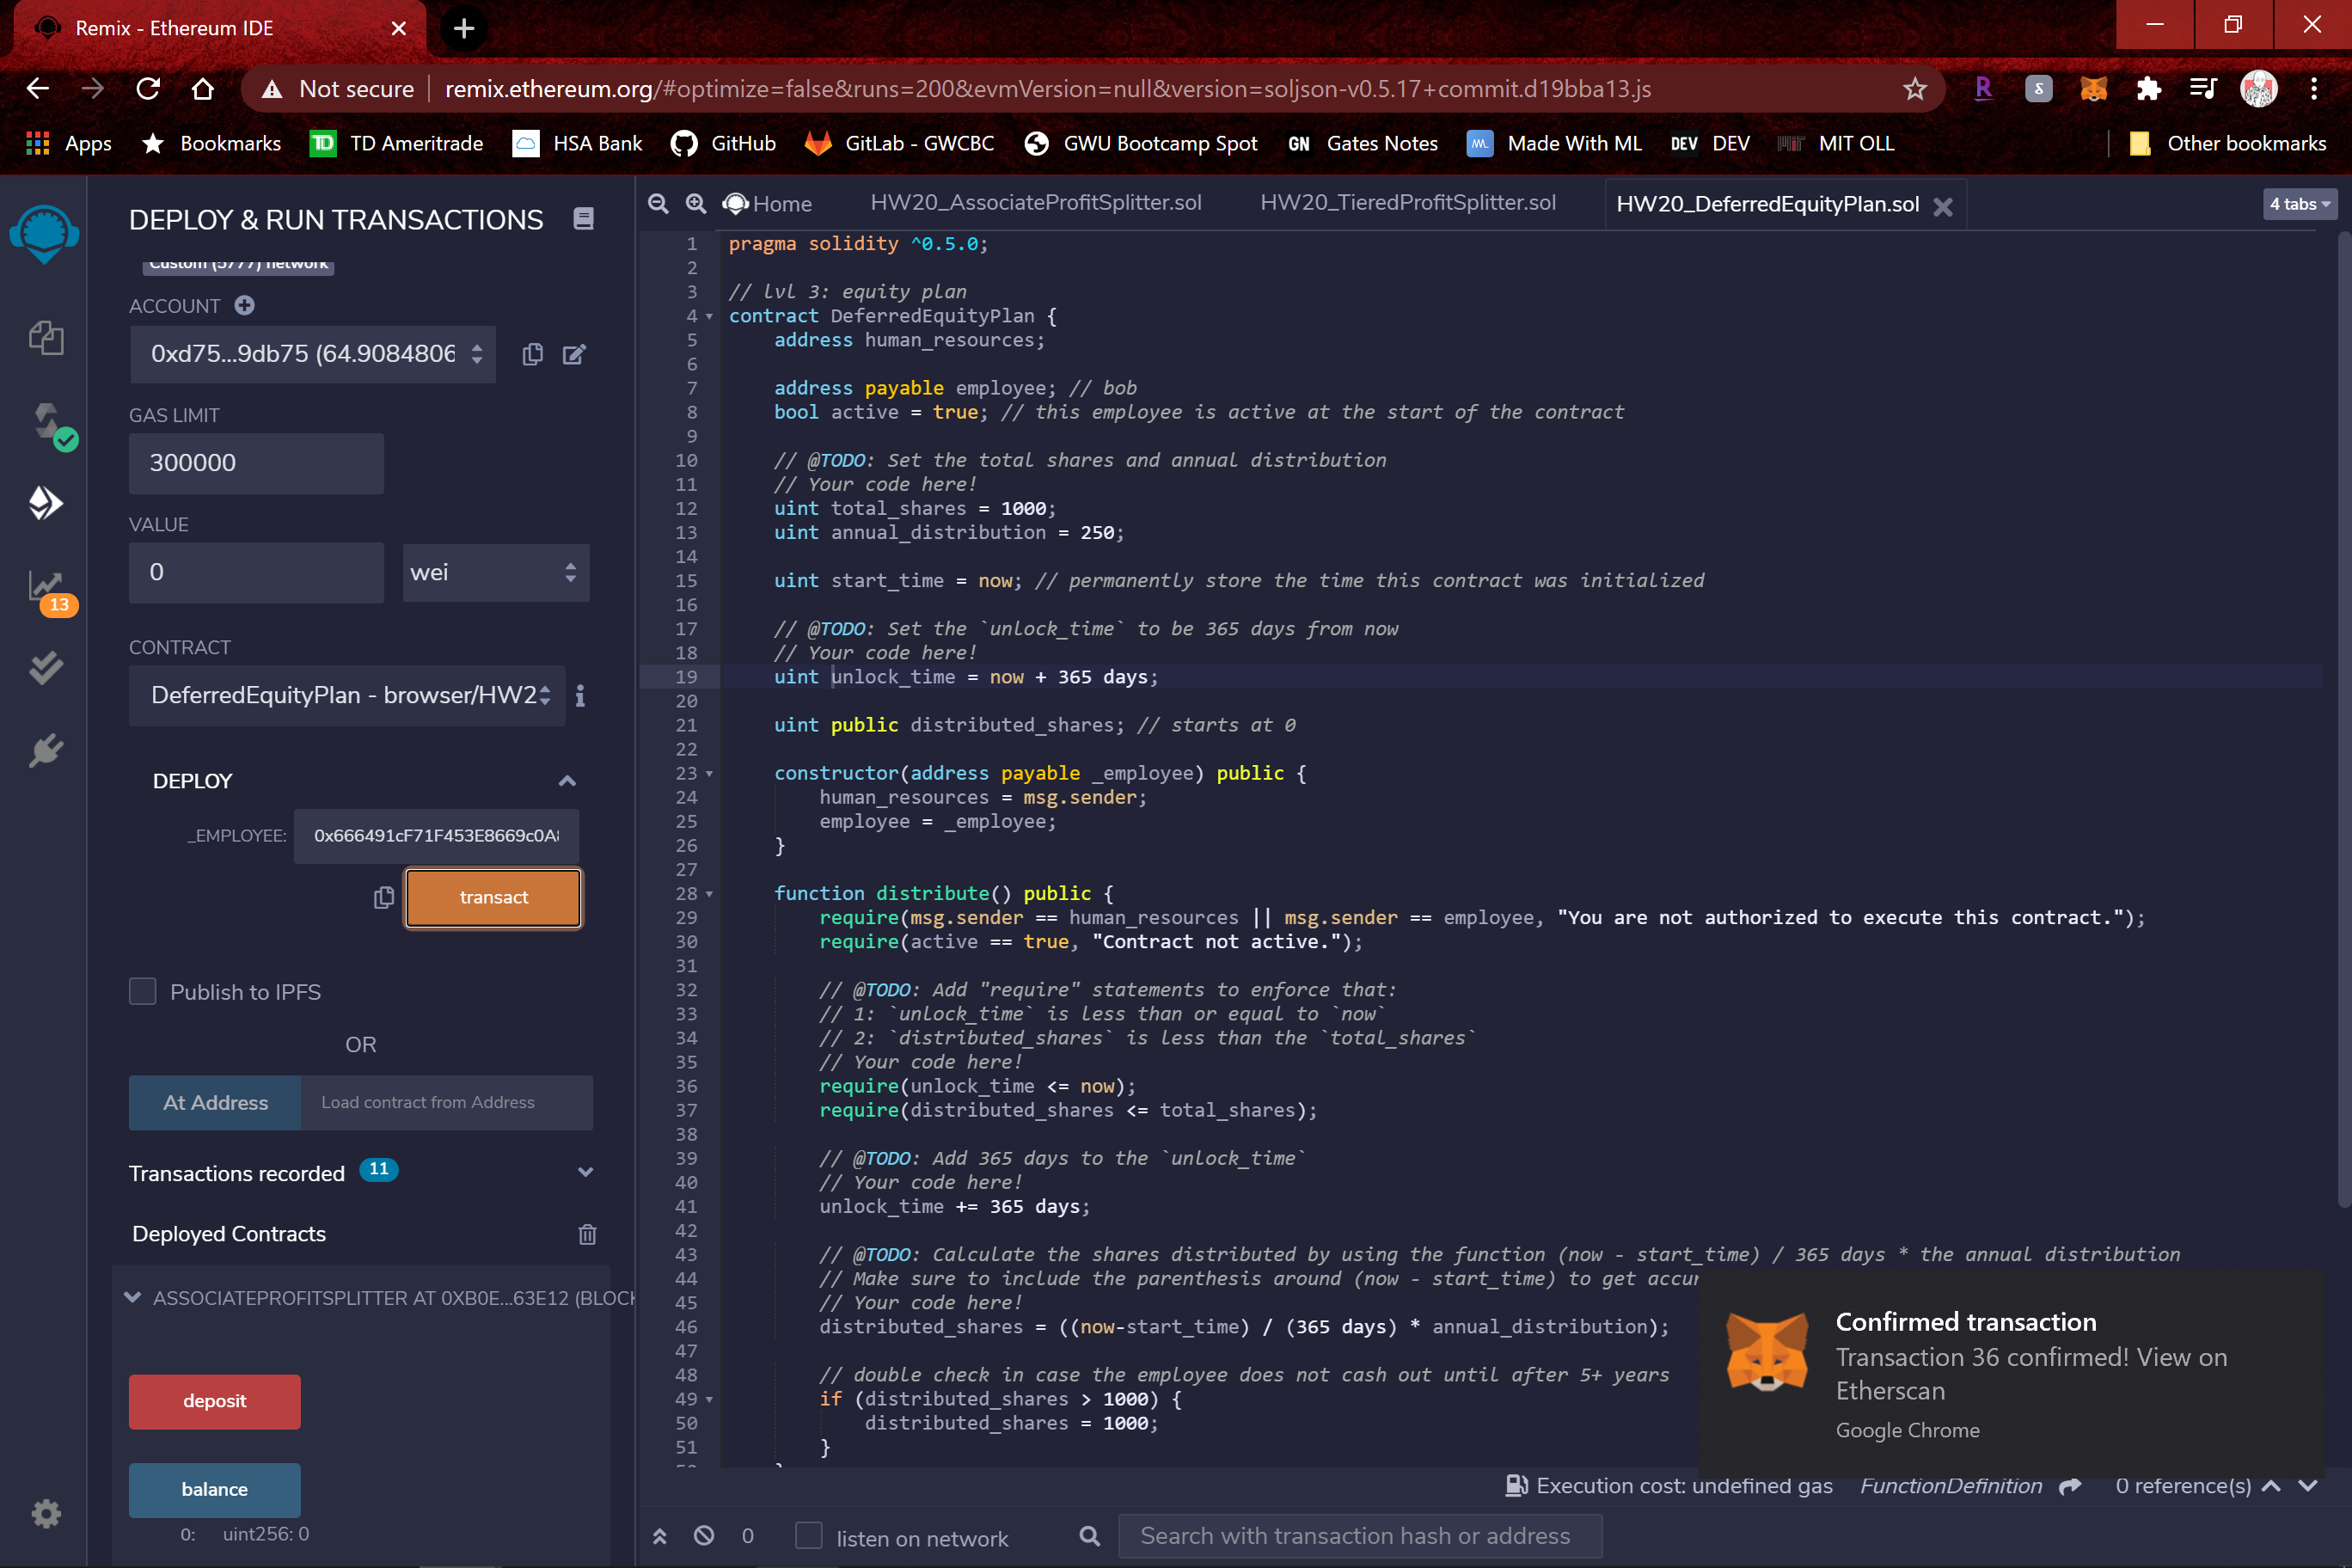 Remix - Ethereum IDE
Not secure | remix.ethereum.org/#optimize=false&runs=200&evmVersion=null&version=soljson-v0.5.17+commit.d19bba13.js
Apps Bookmarks TD Ameritrade HSA Bank GitHub GitLab - GWCBC GWU Bootcamp Spot GN Gates Notes Made With ML DEV DEV MIT OLL Other bookmarks
DEPLOY & RUN TRANSACTIONS
Custom (5777) network
ACCOUNT
0xd75...9db75 (64.9084806
GAS LIMIT
300000
VALUE
0 wei
13
CONTRACT
DeferredEquityPlan - browser/HW2
DEPLOY
_EMPLOYEE: 0x666491cF71F453E8669c0A
transact
Publish to IPFS
OR
At Address Load contract from Address
Transactions recorded 11
Deployed Contracts
ASSOCIATEPROFITSPLITTER AT 0XB0E...63E12 (BLOCK
deposit
balance
0: uint256: 0
Home HW20_AssociateProfitSplitter.sol HW20_TieredProfitSplitter.sol HW20_DeferredEquityPlan.sol 4 tabs
1 pragma solidity ^0.5.0;
2
3 // lvl 3: equity plan
4 contract DeferredEquityPlan {
5 address human_resources;
6
7 address payable employee; // bob
8 bool active = true; // this employee is active at the start of the contract
9
10 // @TODO: Set the total shares and annual distribution
11 // Your code here!
12 uint total_shares = 1000;
13 uint annual_distribution = 250;
14
15 uint start_time = now; // permanently store the time this contract was initialized
16
17 // @TODO: Set the `unlock_time` to be 365 days from now
18 // Your code here!
19 uint unlock_time = now + 365 days;
20
21 uint public distributed_shares; // starts at 0
22
23 constructor(address payable _employee) public {
24 human_resources = msg.sender;
25 employee = _employee;
26 }
27
28 function distribute() public {
29 require(msg.sender == human_resources || msg.sender == employee, "You are not authorized to execute this contract.");
30 require(active == true, "Contract not active.");
31
32 // @TODO: Add "require" statements to enforce that:
33 // 1: `unlock_time` is less than or equal to `now`
34 // 2: `distributed_shares` is less than the `total_shares`
35 // Your code here!
36 require(unlock_time <= now);
37 require(distributed_shares <= total_shares);
38
39 // @TODO: Add 365 days to the `unlock_time`
40 // Your code here!
41 unlock_time += 365 days;
42
43 // @TODO: Calculate the shares distributed by using the function (now - start_time) / 365 days * the annual distribution
44 // Make sure to include the parenthesis around (now - start_time) to get accur
45 // Your code here!
46 distributed_shares = ((now-start_time) / (365 days) * annual_distribution);
47
48 // double check in case the employee does not cash out until after 5+ years
49 if (distributed_shares > 1000) {
50 distributed_shares = 1000;
51 }
Confirmed transaction
Transaction 36 confirmed! View on
Etherscan
Google Chrome
Execution cost: undefined gas FunctionDefinition 0 reference(s)
0 listen on network Search with transaction hash or address